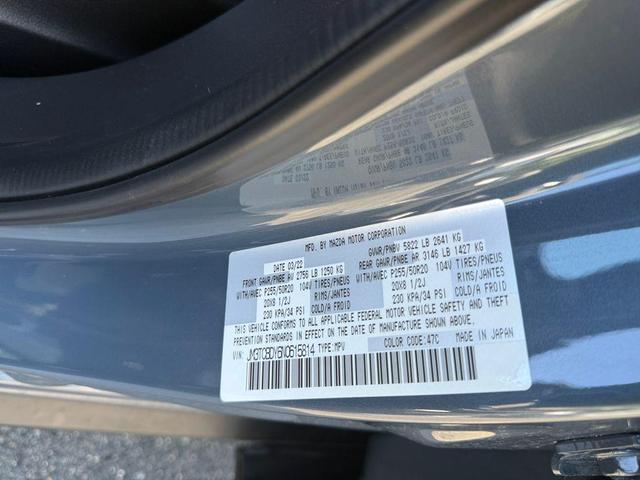 MFD. BY MAZDA MOTOR CORPORATION
DATE 03/22 GVWR/PNBV 5822 LB 2641 KG
FRONT GAWR/PNBE AV 2756 LB 1250 KG REAR GAWR/PNBE AR 3146 LB 1427 KG
WITH/AVEC P255/50R20 104V TIRES/PNEUS WITH/AVEC P255/50R20 104V TIRES/PNEUS
20X8 1/2J RIMS/JANTES 20X8 1/2J RIMS/JANTES
230 KPA/34 PSI COLD/A FROID 230 KPA/34 PSI COLD/A FROID
THIS VEHICLE CONFORMS TO ALL APPLICABLE FEDERAL MOTOR VEHICLE SAFETY BUMPER AND THEFT
PREVENTION STANDARDS IN EFFECT ON THE DATE OF MANUFACTURE SHOWN ABOVE.
VIN: JM3TCBDY6N0615814 TYPE:MPV COLOR CODE:47C MADE IN JAPAN